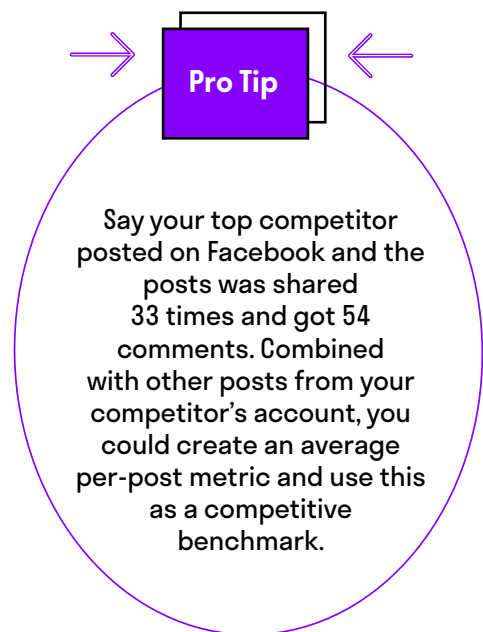 Pro Tip
Say your top competitor
posted on Facebook and the
posts was shared
33 times and got 54
comments. Combined
with other posts from your
competitor’s account, you
could create an average
per-post metric and use this
as a competitive
benchmark.